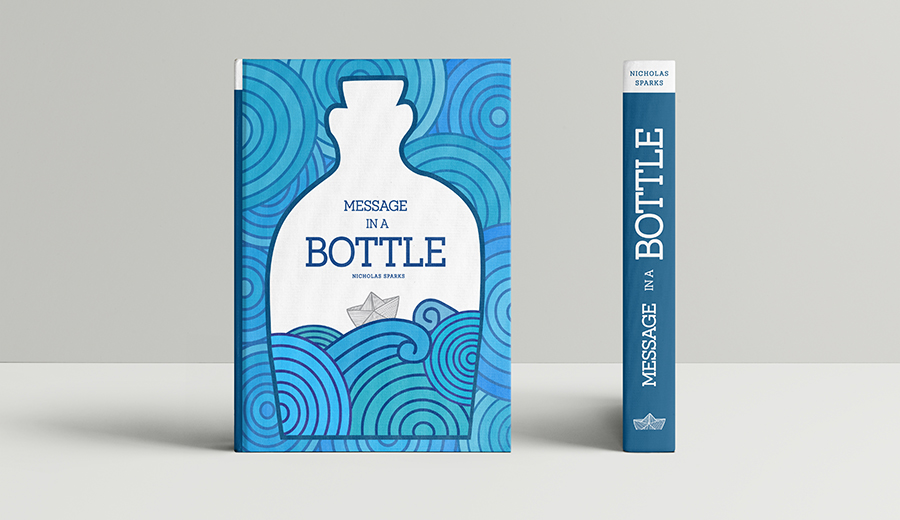 MESSAGE
IN A
BOTTLE
NICHOLAS SPARKS
NICHOLAS
SPARKS
MESSAGE IN A BOTTLE